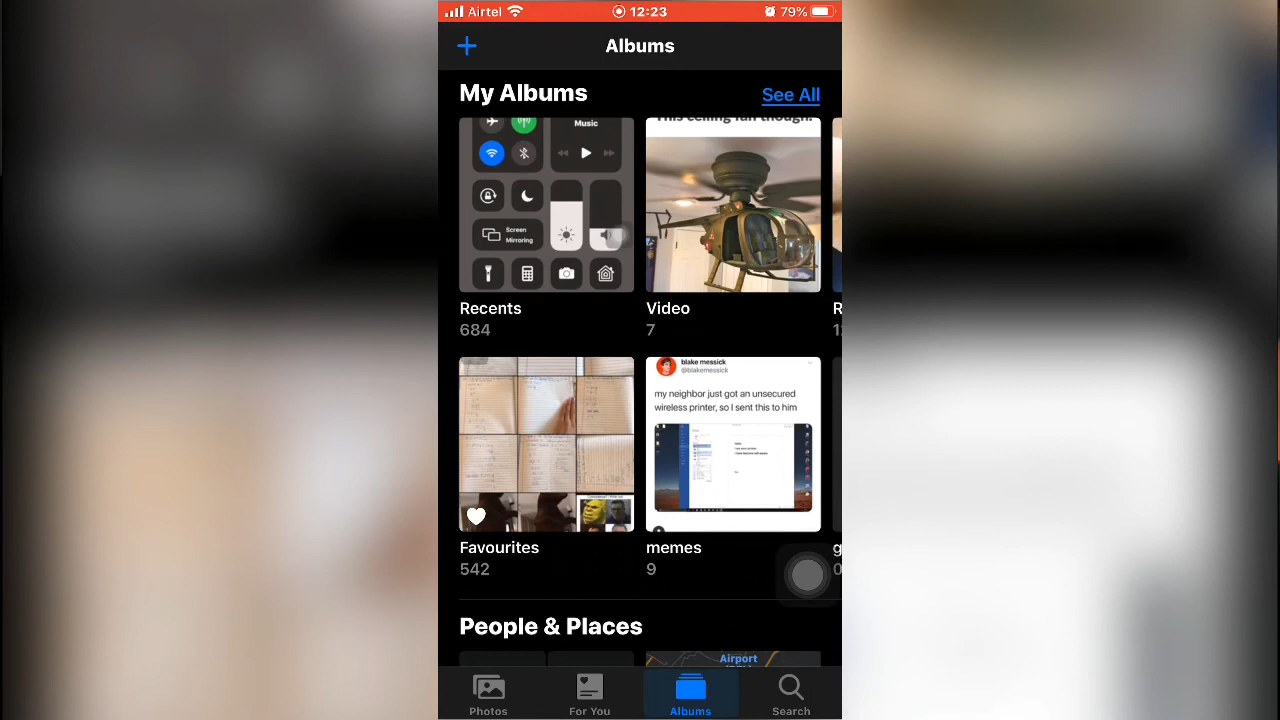 Airtel 12:23 79%
Albums
My Albums See All
Music
Screen
Mirroring
This ceiling fan though.
Recents
684
Video
7
R
1
blake messick
@blakemessick
my neighbor just got an unsecured
wireless printer, so I sent this to him
Favourites
542
memes
9
g
0
People & Places
Airport
Photos For You Albums Search